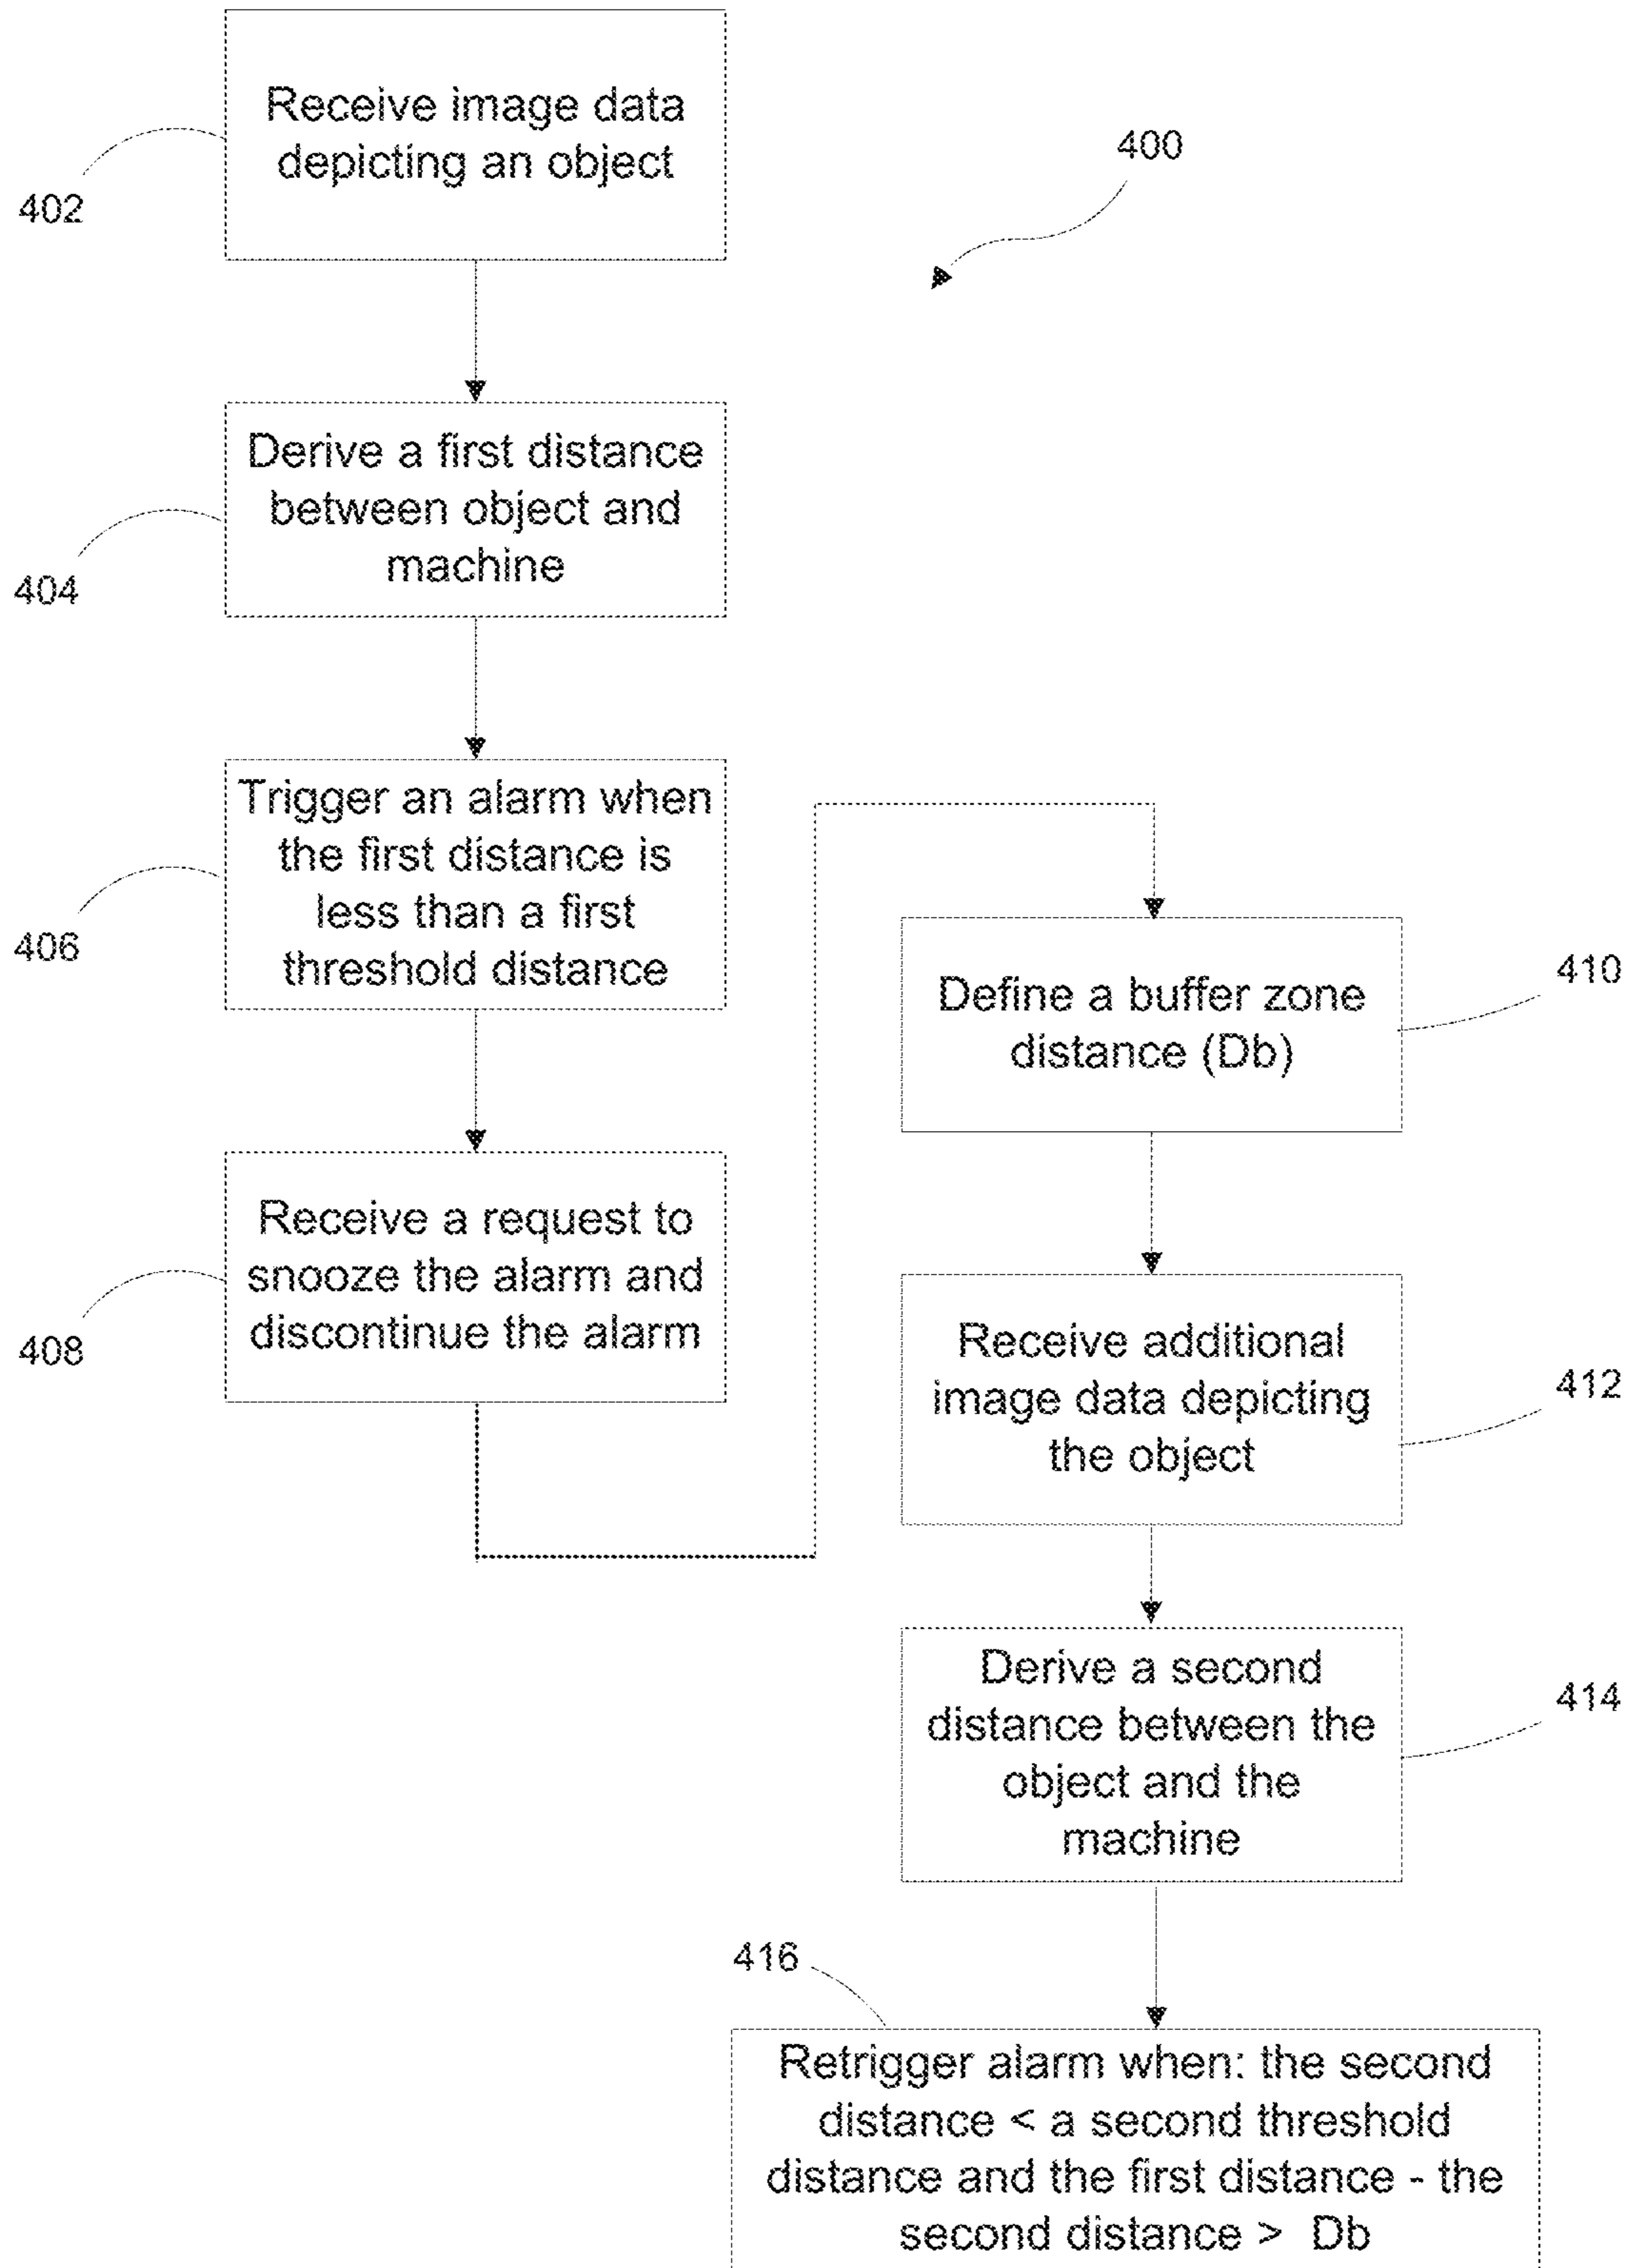 Receive image data
depicting an object
402
400
Derive a first distance
between object and
machine
404
Trigger an alarm when
the first distance is
less than a first
threshold distance
406
Receive a request to
snooze the alarm and
discontinue the alarm
408
Define a buffer zone
distance (Db)
410
Receive additional
image data depicting
the object
412
Derive a second
distance between the
object and the
machine
414
416
Retrigger alarm when: the second
distance < a second threshold
distance and the first distance - the
second distance > Db